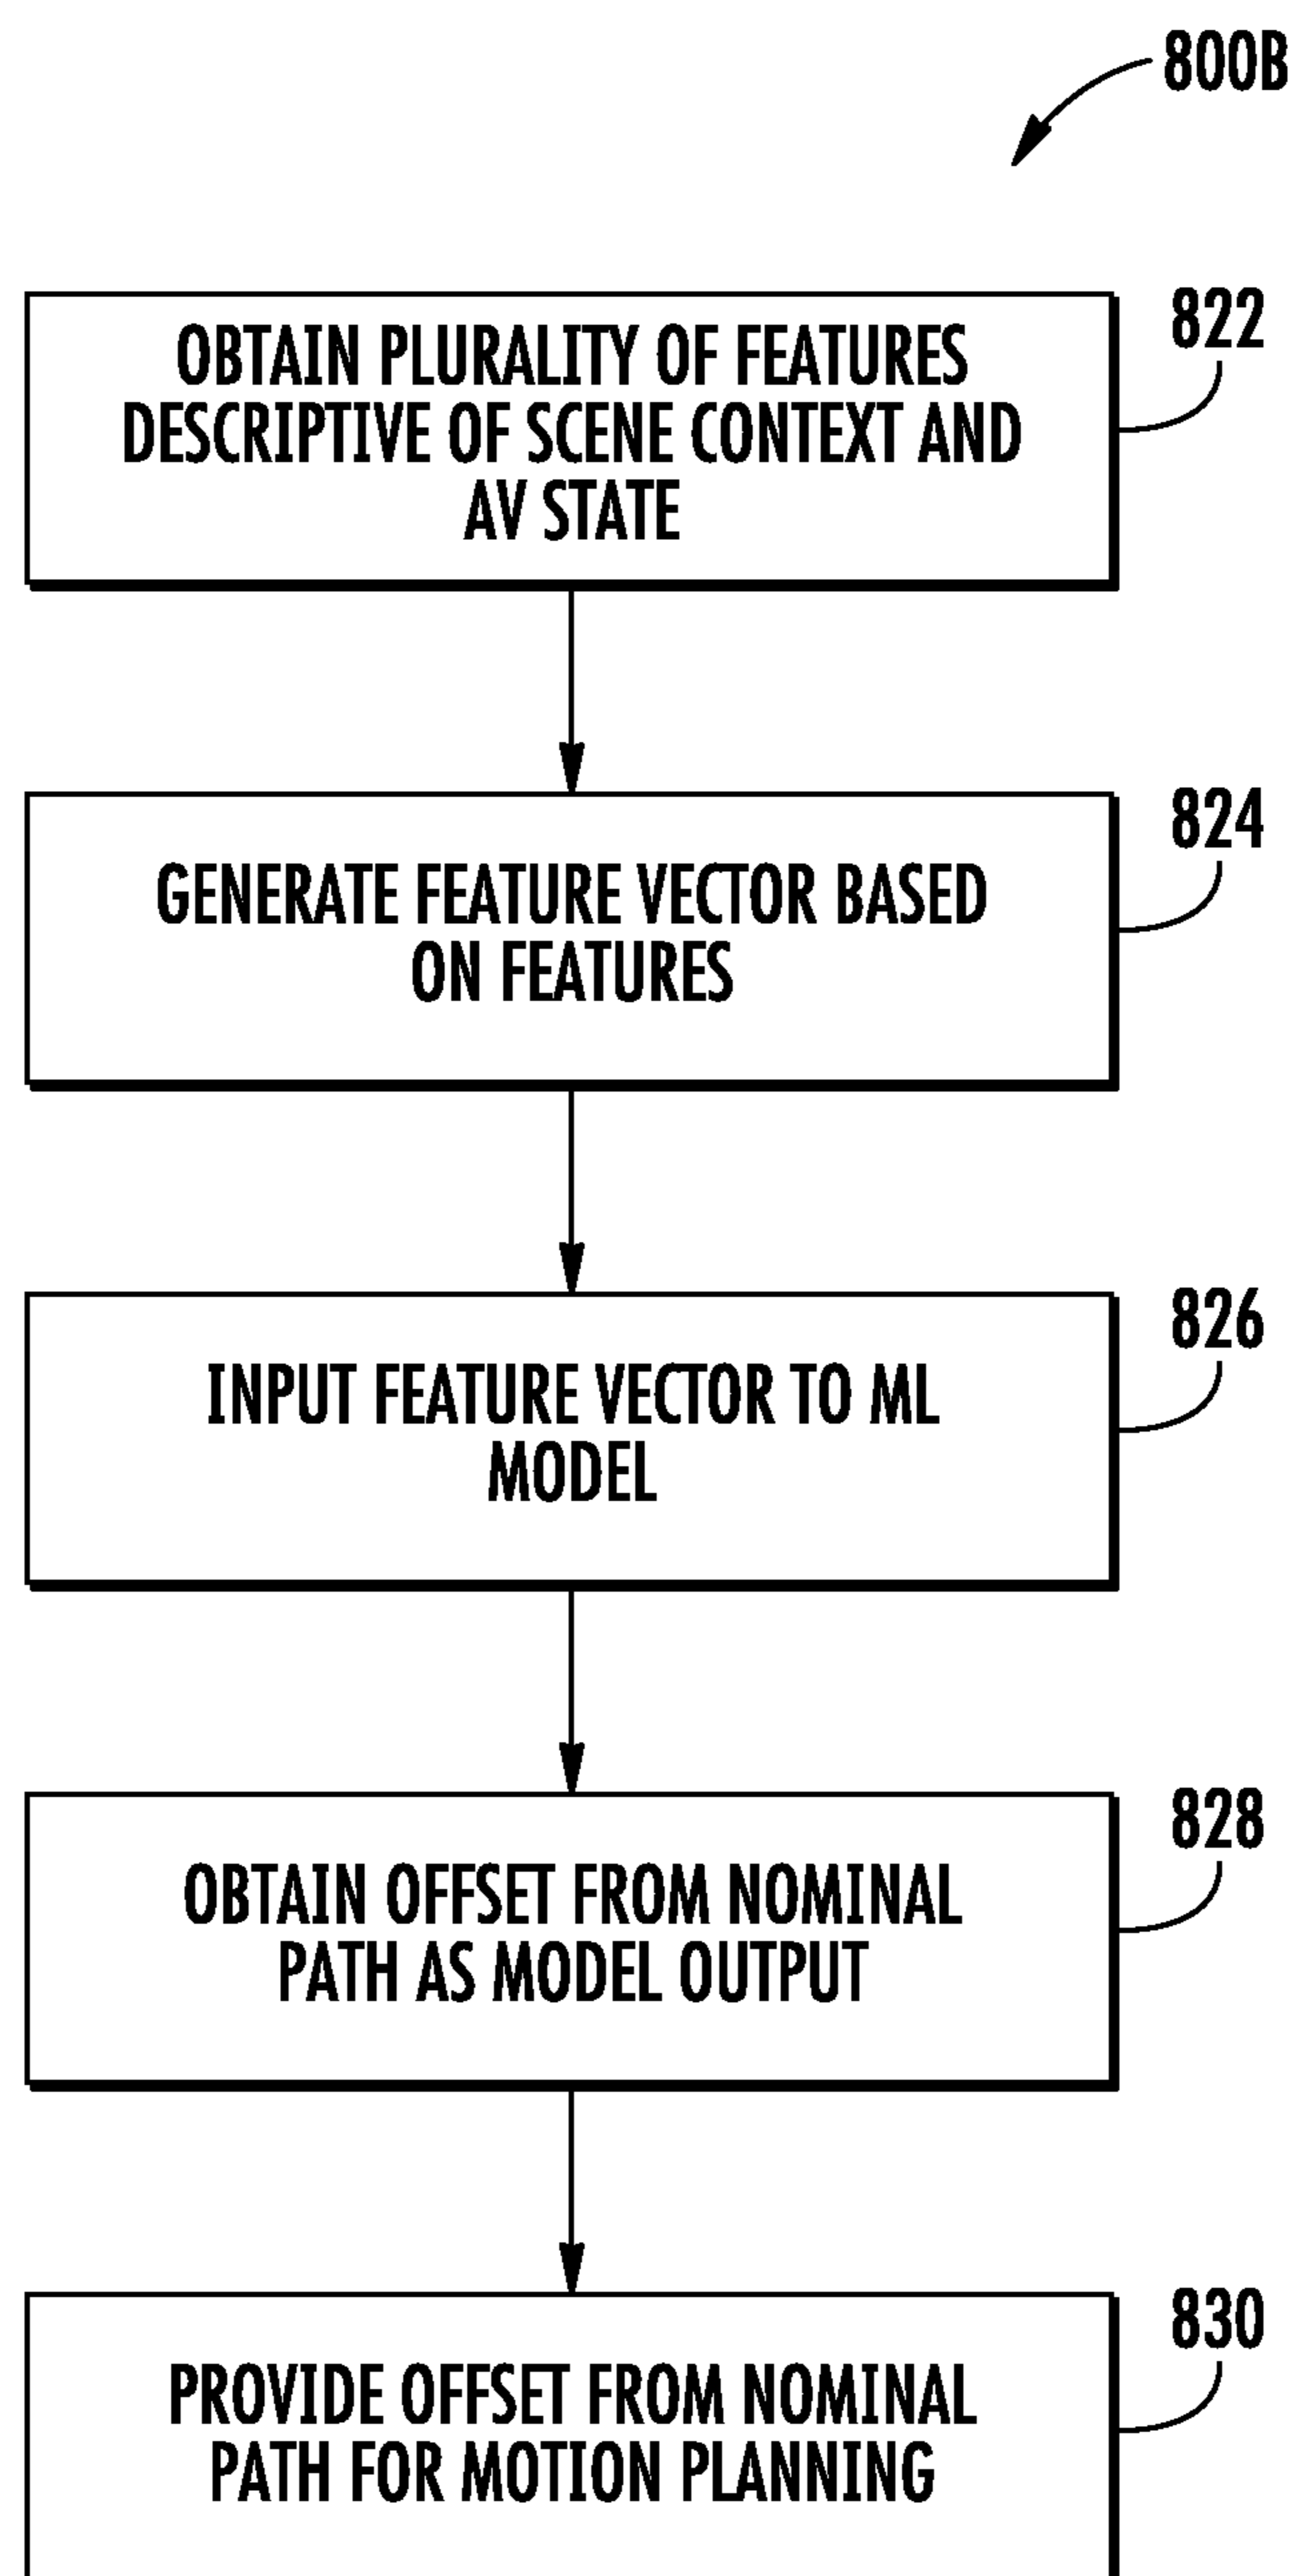 800B
822
OBTAIN PLURALITY OF FEATURES
DESCRIPTIVE OF SCENE CONTEXT AND
AV STATE
824
GENERATE FEATURE VECTOR BASED
ON FEATURES
826
INPUT FEATURE VECTOR TO ML
MODEL
828
OBTAIN OFFSET FROM NOMINAL
PATH AS MODEL OUTPUT
830
PROVIDE OFFSET FROM NOMINAL
PATH FOR MOTION PLANNING